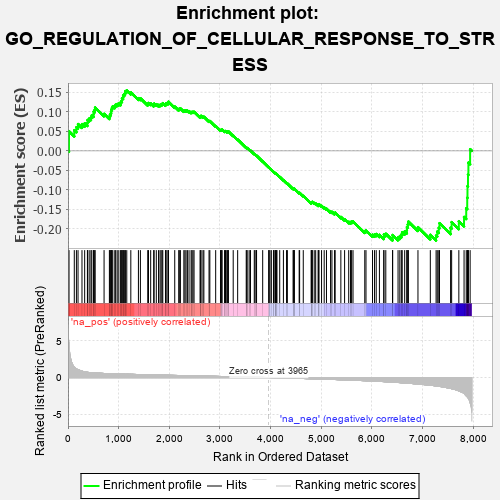 Enrichment plot:
GO_REGULATION_OF_CELLULAR_RESPONSE_TO_STR
ESS
Enrichment score (ES)
0.15
0.10
0.05
0.00
-0.05
-0.10
-0.15
-0.20
'na_pos' (positively correlated)
Ranked list metric (PreRanked)
5
0
-5
Zero cross at 3965
'na_neg' (negatively correlated)
0
1,000
2,000
3,000
4,000
5,000
6,000
7,000
8,000
Rank in Ordered Dataset
Enrichment profile
Hits
Ranking metric scores